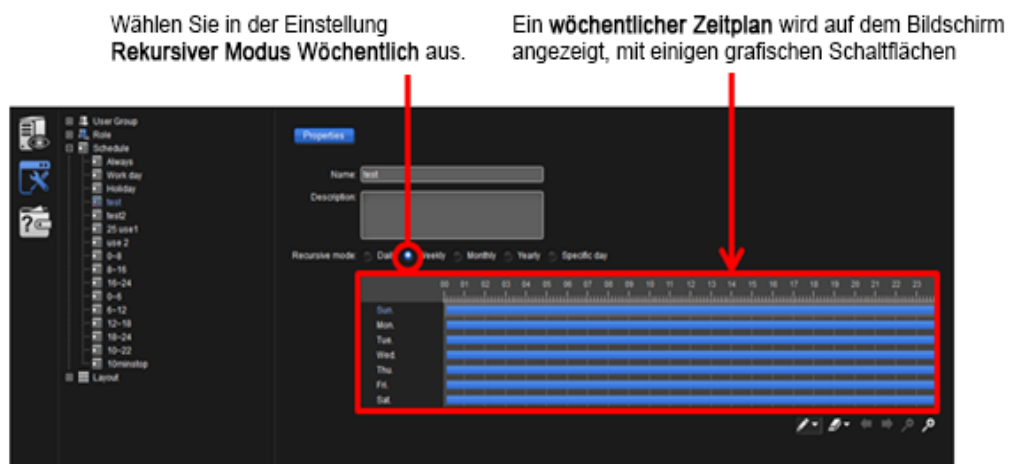 Wählen Sie in der Einstellung
Rekursiver Modus Wöchentlich aus.
Ein wöchentlicher Zeitplan wird auf dem Bildschirm
angezeigt, mit einigen grafischen Schaltflächen
User Group
Role
Schedule
Always
Work day
Holiday
test
test2
25 use1
use 2
0~8
8~16
16~24
0~6
6~12
12~18
18~24
10~22
10minstop
Layout
Properties
Name: test
Description:
Recursive mode: Daily Weekly Monthly Yearly Specific day
00 01 02 03 04 05 06 07 08 09 10 11 12 13 14 15 16 17 18 19 20 21 22 23
Sun.
Mon.
Tue.
Wed.
Thu.
Fri.
Sat.